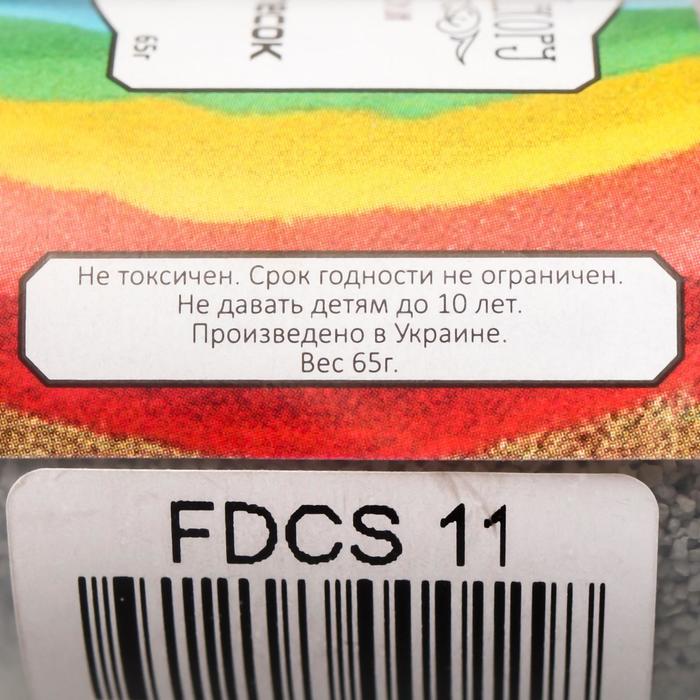 65г
ПЕСОК
Не токсичен. Срок годности не ограничен.
Не давать детям до 10 лет.
Произведено в Украине.
Вес 65г.
FDCS 11